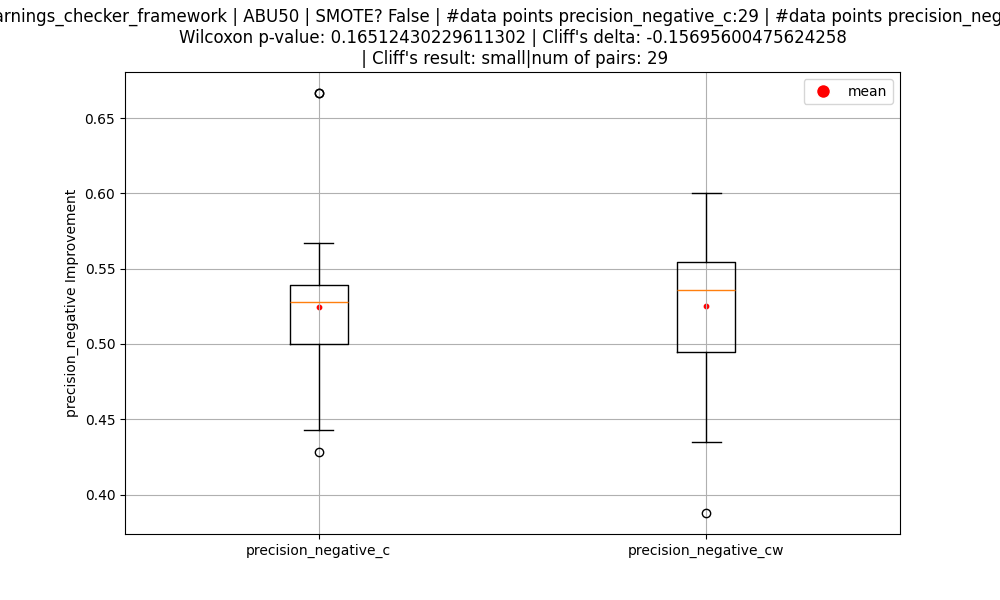 arnings_checker_framework | ABU50 | SMOTE? False | #data points precision_negative_c:29 | #data points precision_neg
Wilcoxon p-value: 0.16512430229611302 | Cliff's delta: -0.15695600475624258
| Cliff's result: small|num of pairs: 29
mean
0.65
0.60
0.55
0.50
0.45
0.40
precision_negative Improvement
precision_negative_c
precision_negative_cw